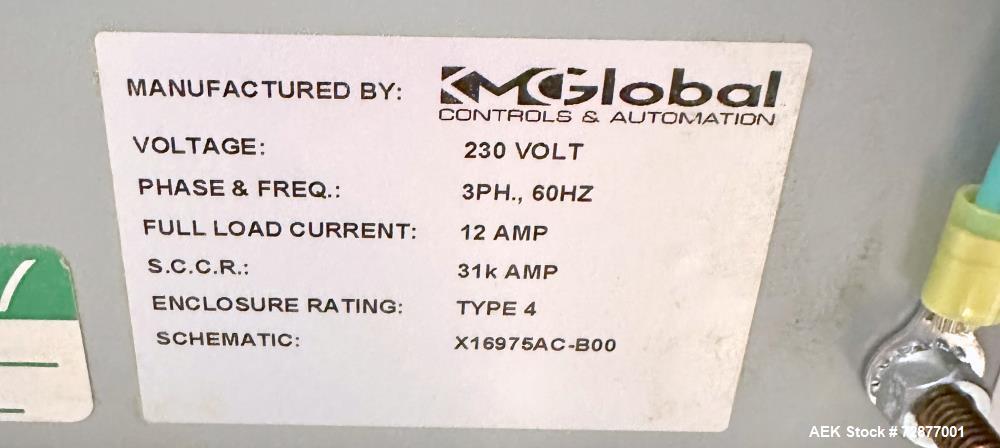 MANUFACTURED BY: KMGlobal
CONTROLS & AUTOMATION
VOLTAGE: 230 VOLT
PHASE & FREQ.: 3PH., 60HZ
FULL LOAD CURRENT: 12 AMP
S.C.C.R.: 31k AMP
ENCLOSURE RATING: TYPE 4
SCHEMATIC: X16975AC-B00
AEK Stock #